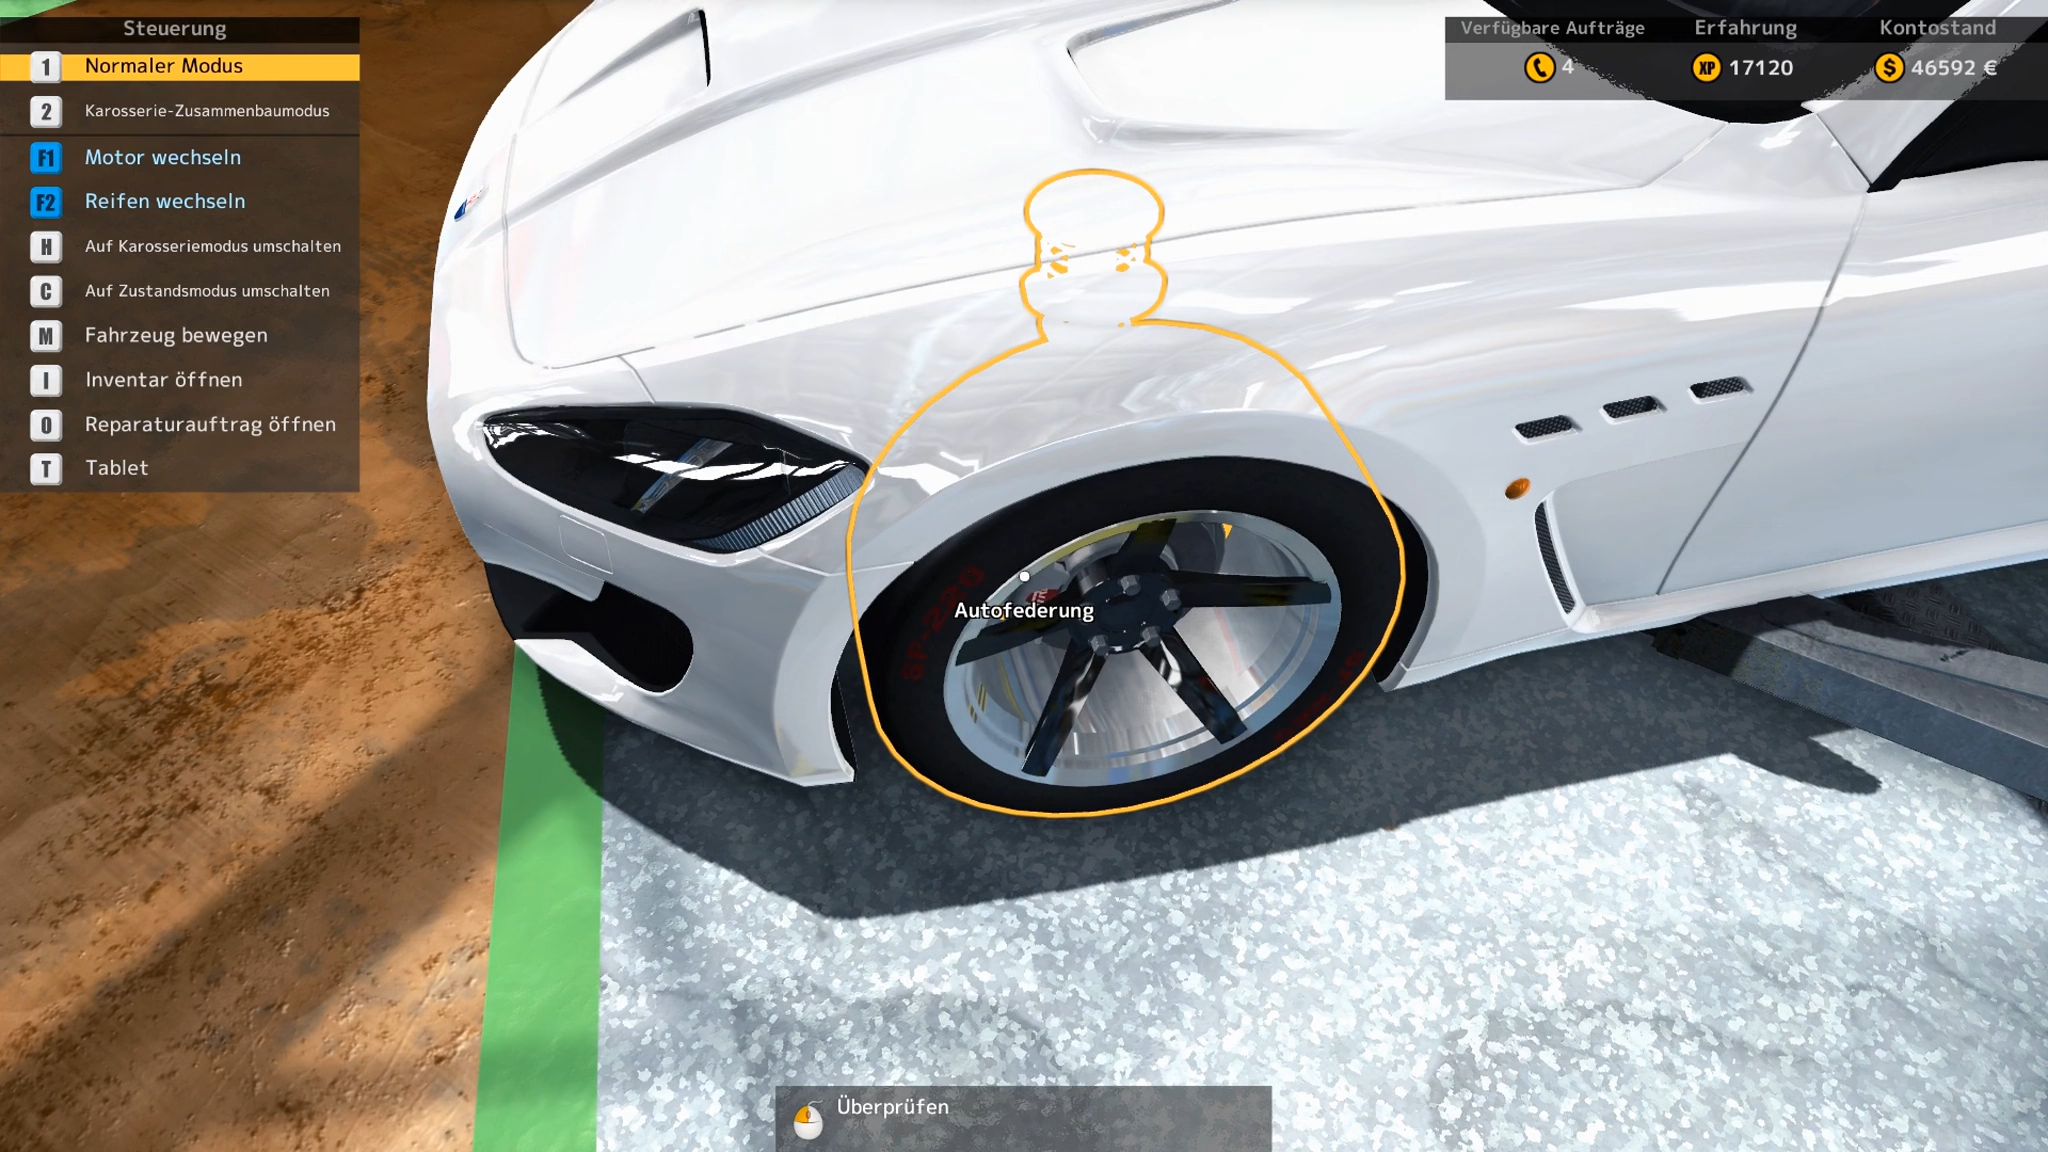 Steuerung
1 Normaler Modus
2 Karosserie-Zusammenbaumodus
F1 Motor wechseln
F2 Reifen wechseln
H Auf Karosseriemodus umschalten
C Auf Zustandsmodus umschalten
M Fahrzeug bewegen
I Inventar öffnen
O Reparaturauftrag öffnen
T Tablet
Verfügbare Aufträge Erfahrung Kontostand
4 XP 17120 $ 46592 €
Autofederung
Überprüfen